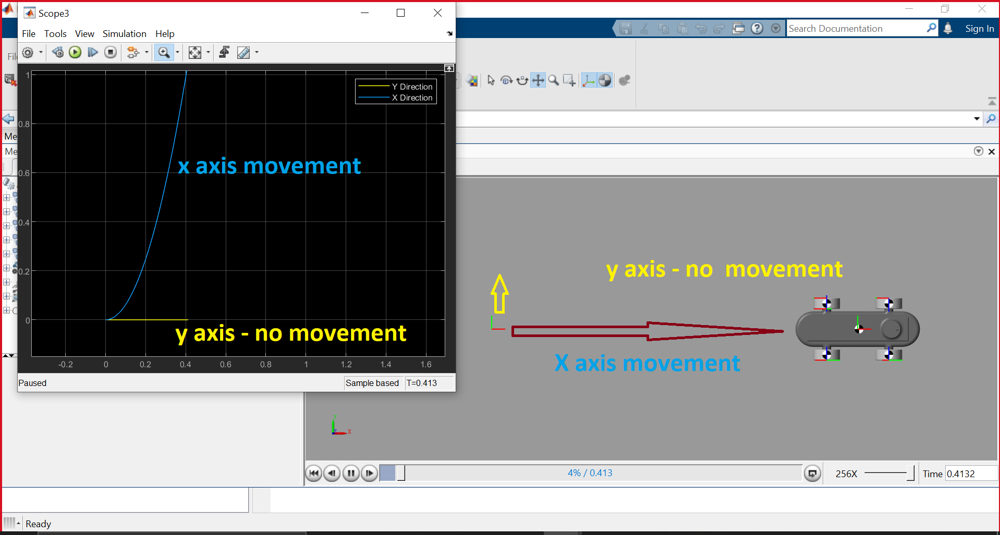 Scope3
File Tools View Simulation Help
Search Documentation
Sign In
Y Direction
X Direction
1
0.8
0.6
0.4
0.2
0
-0.2 0 0.2 0.4 0.6 0.8 1 1.2 1.4 1.6
x axis movement
y axis - no movement
Paused
Sample based T=0.413
Me
Me
y axis - no movement
X axis movement
Y
X
4% / 0.413
256X
Time 0.4132
Ready